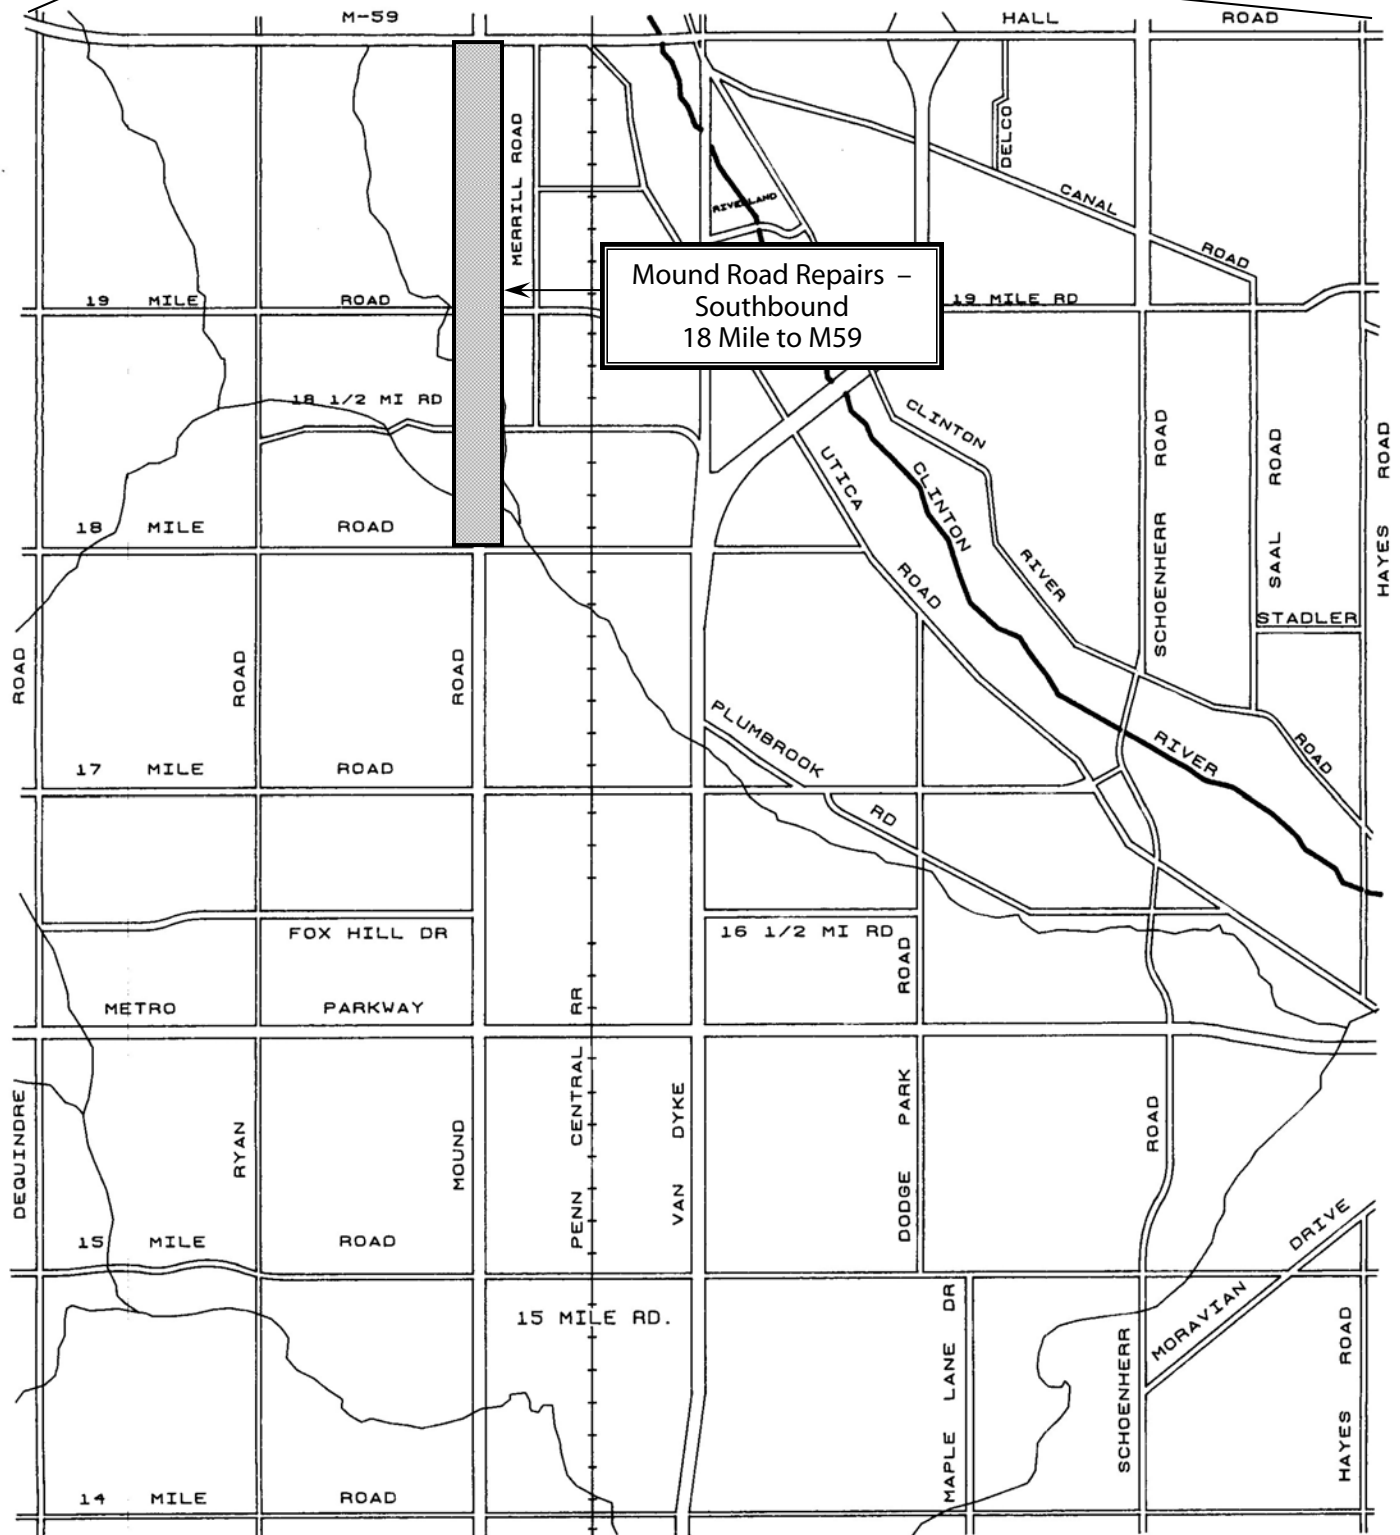 M-59
HALL ROAD
DELCO
MERRILL ROAD
CANAL ROAD
RIVERLAND
Mound Road Repairs –
Southbound
18 Mile to M59
19 MILE ROAD
19 MILE RD
18 1/2 MI RD
CLINTON RIVER ROAD
UTICA ROAD
CLINTON RIVER
SCHOENHERR ROAD
SAAL ROAD
HAYES ROAD
18 MILE ROAD
STADLER
ROAD
ROAD
ROAD
PLUMBROOK RD
17 MILE ROAD
FOX HILL DR
16 1/2 MI RD
METRO PARKWAY
DEQUINDRE
RYAN
MOUND
PENN CENTRAL RR
VAN DYKE
DODGE PARK ROAD
ROAD
15 MILE ROAD
15 MILE RD.
MAPLE LANE DR
SCHOENHERR
MORAVIAN DRIVE
HAYES ROAD
14 MILE ROAD